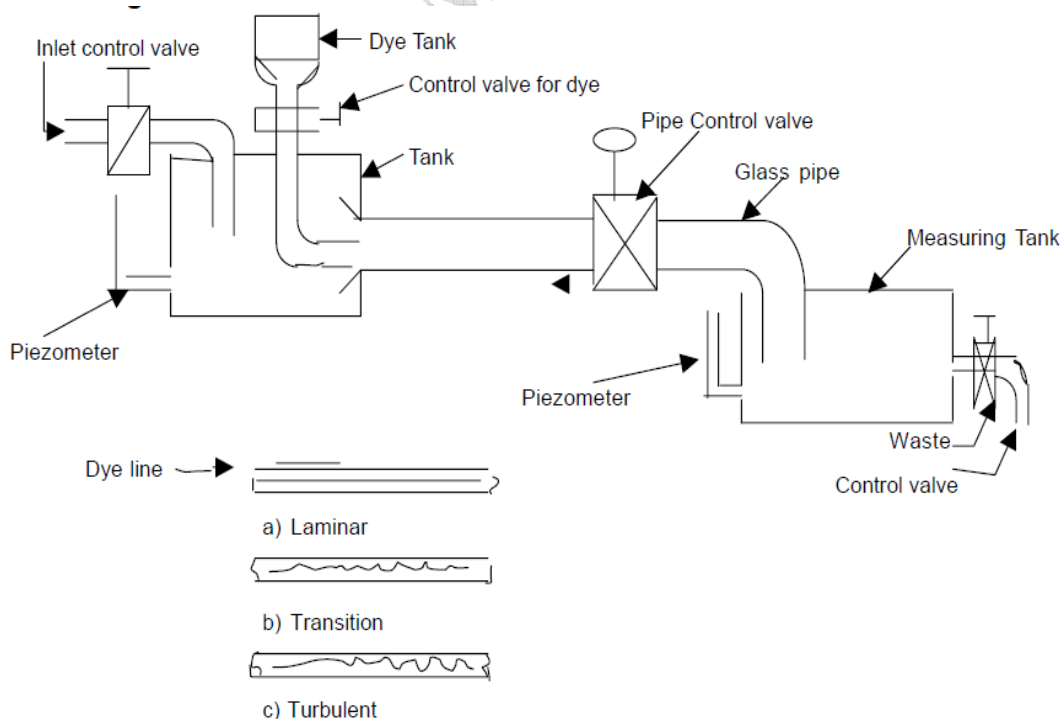 Dye Tank
Inlet control valve
Control valve for dye
Pipe Control valve
Tank
Glass pipe
Measuring Tank
Piezometer
Piezometer
Waste
Control valve
Dye line
a) Laminar
b) Transition
c) Turbulent